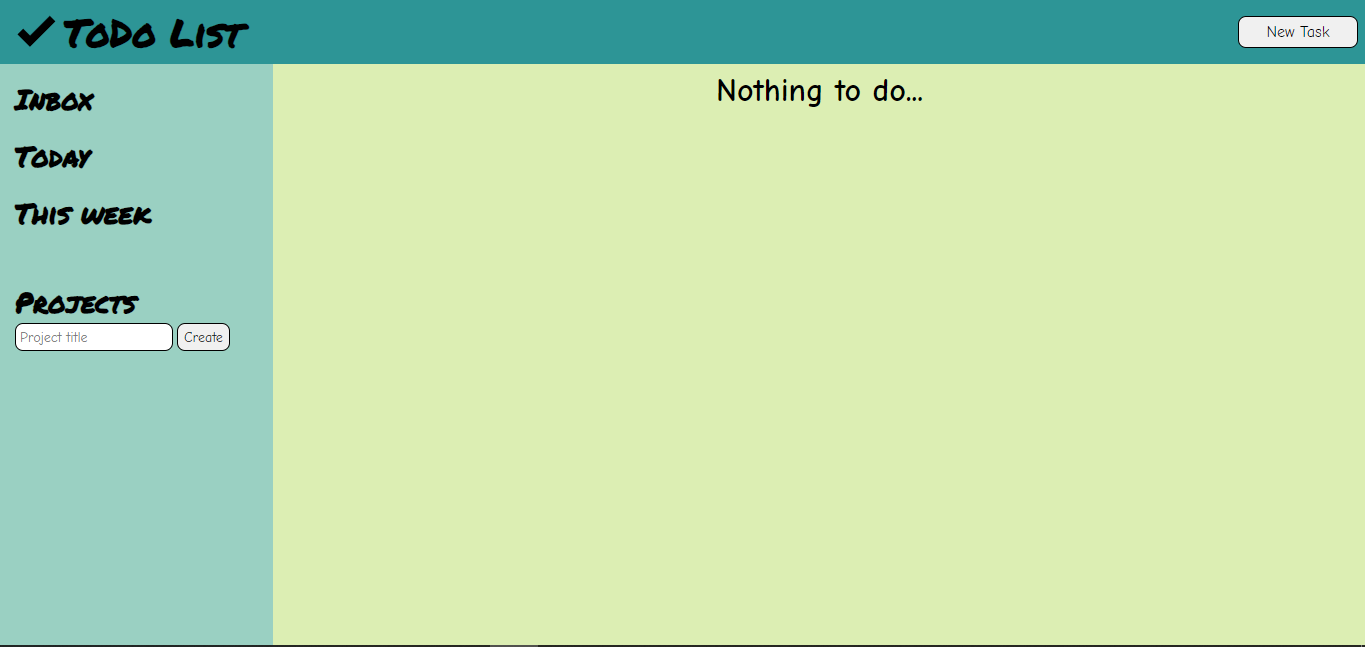 ToDo List
New Task
Inbox
Today
This week
Projects
Project title
Create
Nothing to do...